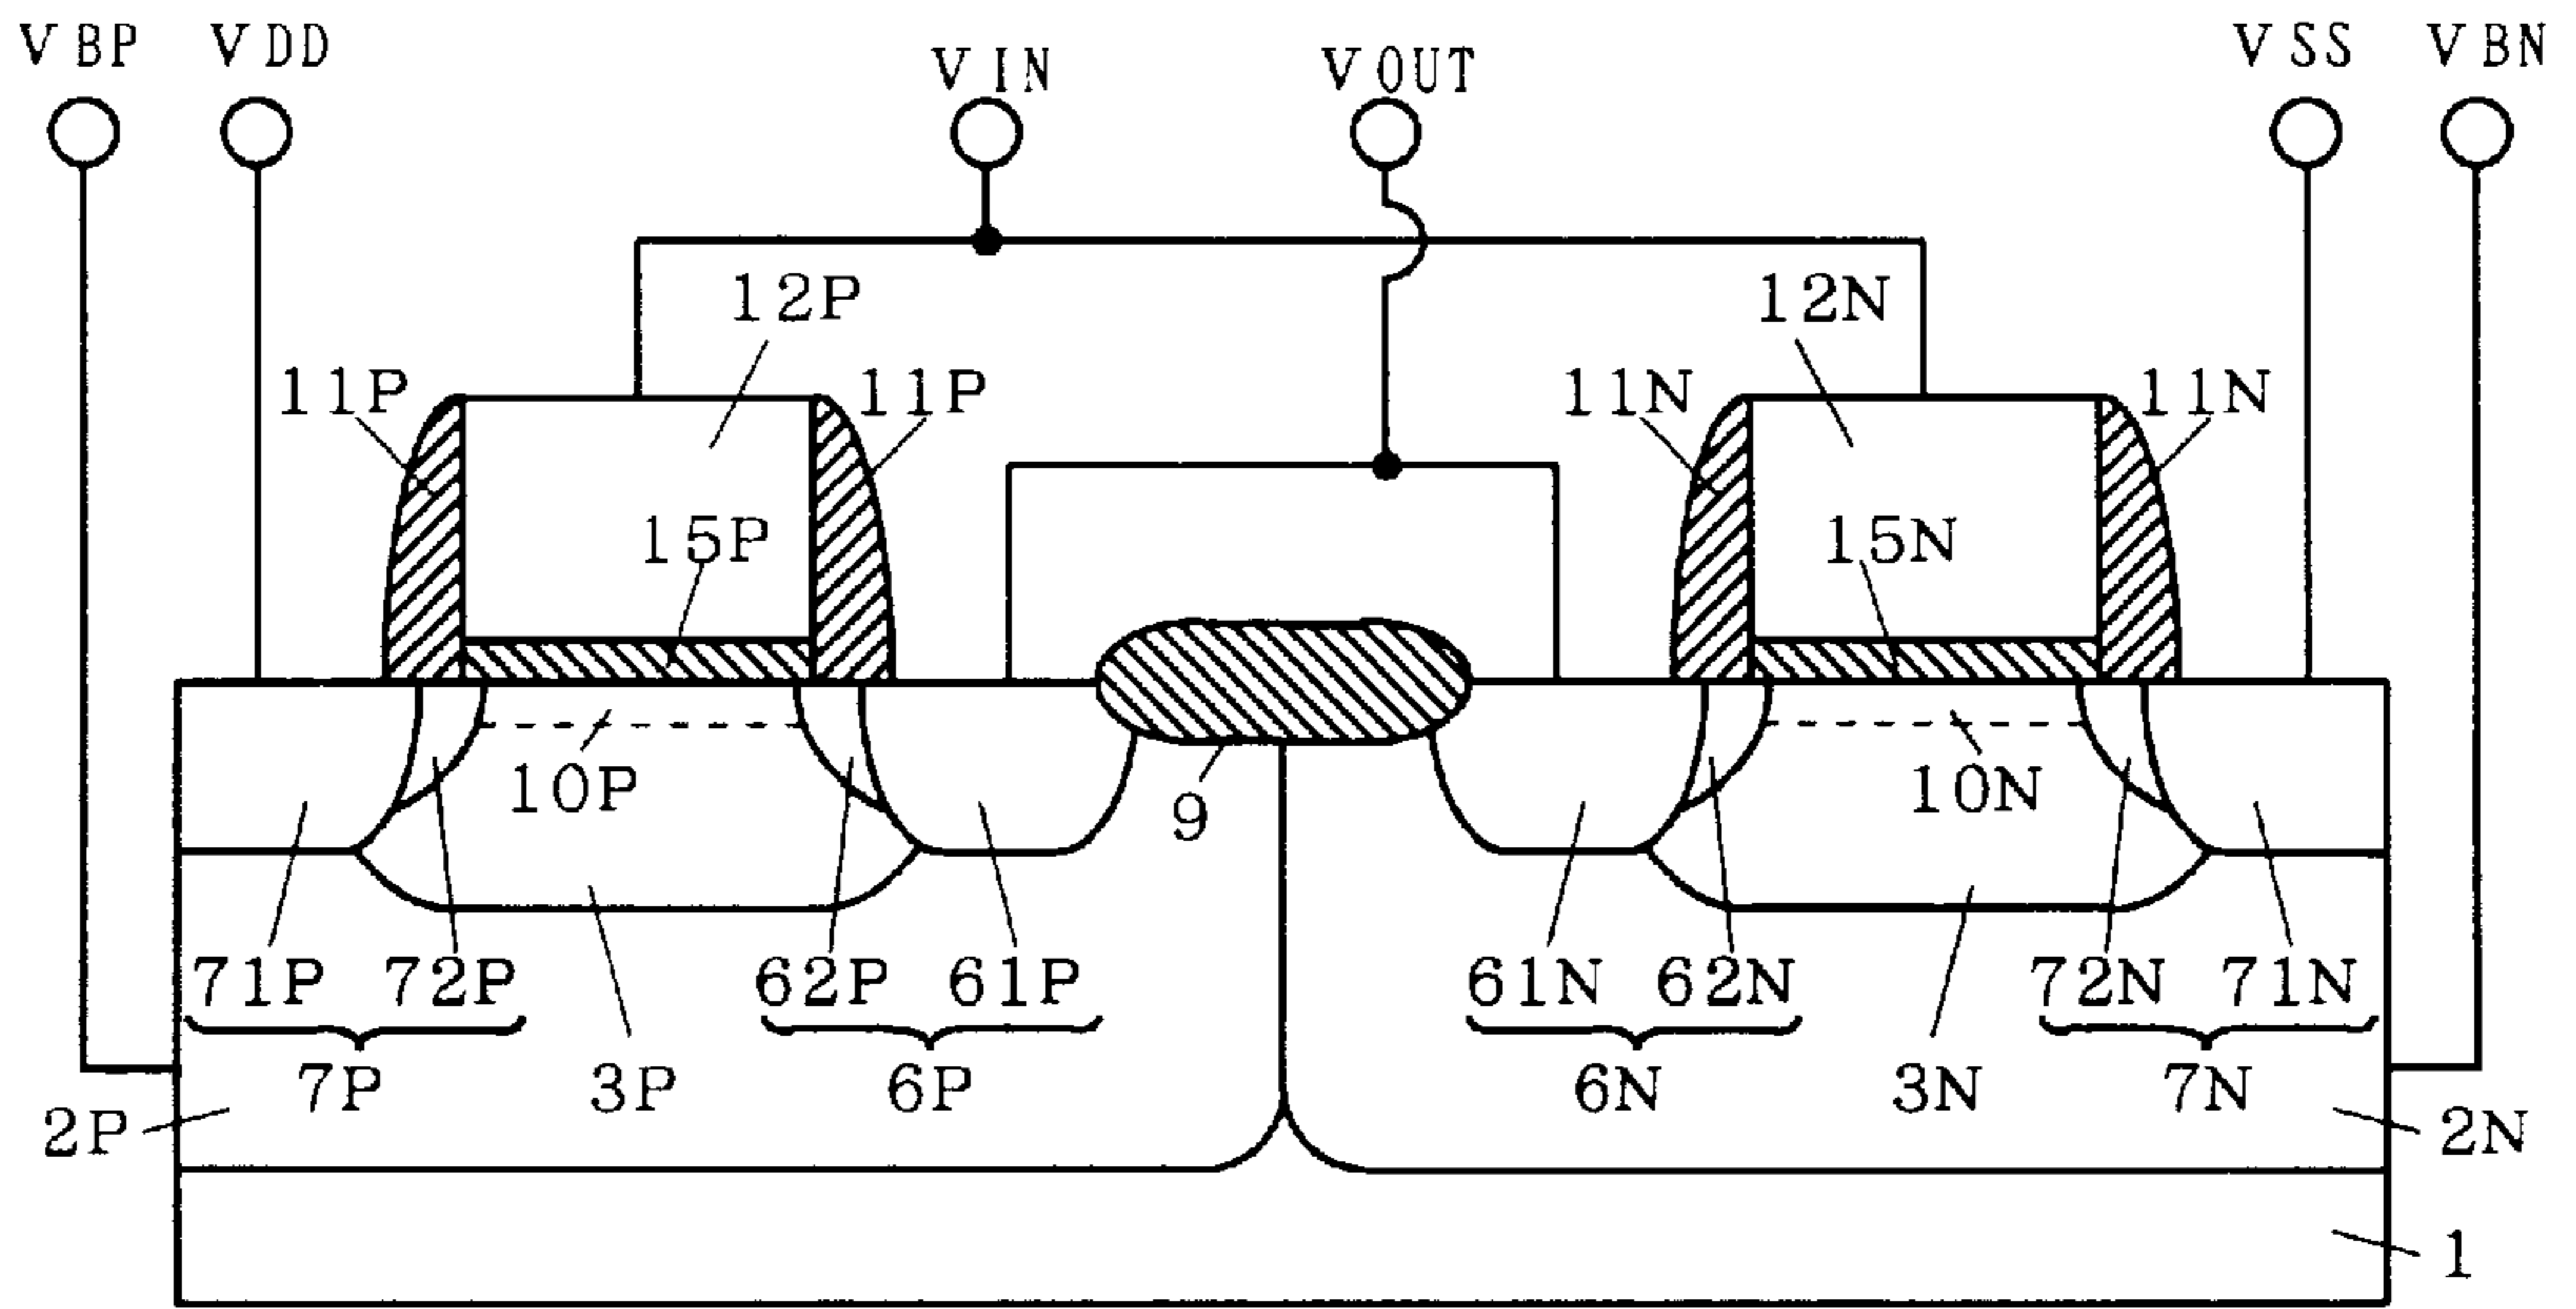 VBP VDD VIN VOUT VSS VBN
12P 12N
11P 11P 11N 11N
15P 15N
10P 9 10N
71P 72P 62P 61P 61N 62N 72N 71N
7P 3P 6P 6N 3N 7N
2P 2N
1